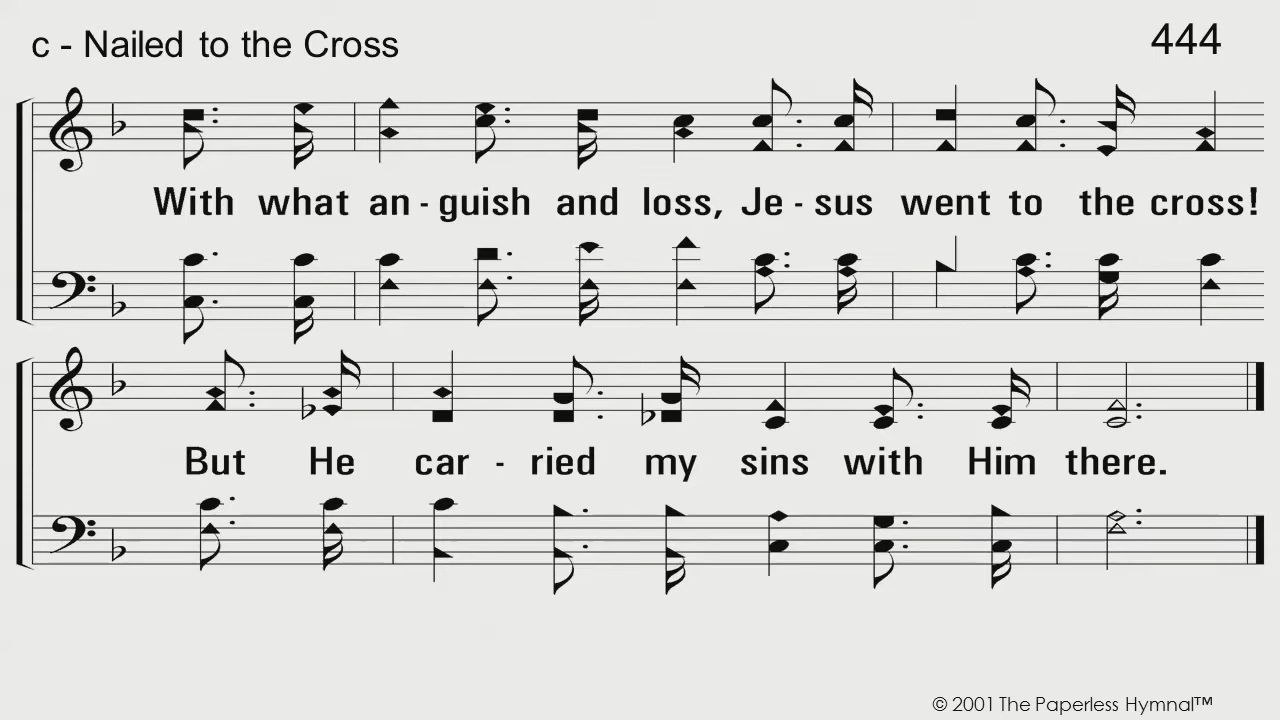 c - Nailed to the Cross
444
With what an - guish and loss, Je - sus went to the cross!
But He car - ried my sins with Him there.
© 2001 The Paperless Hymnal™